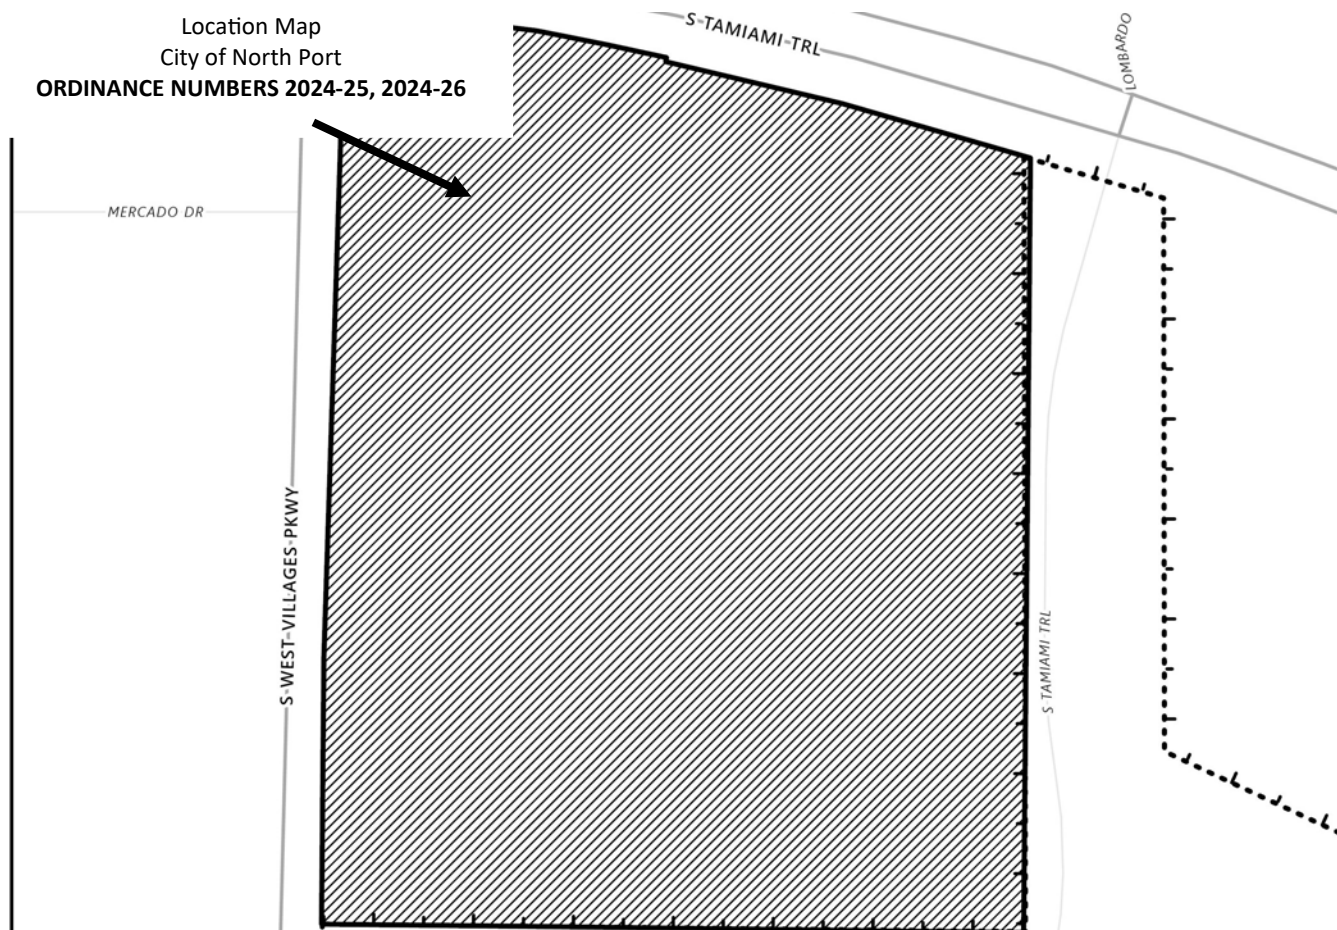 Location Map
City of North Port
ORDINANCE NUMBERS 2024-25, 2024-26
S TAMIAMI TRL
LOMBARDO
MERCADO DR
S WEST VILLAGES PKWY
S TAMIAMI TRL